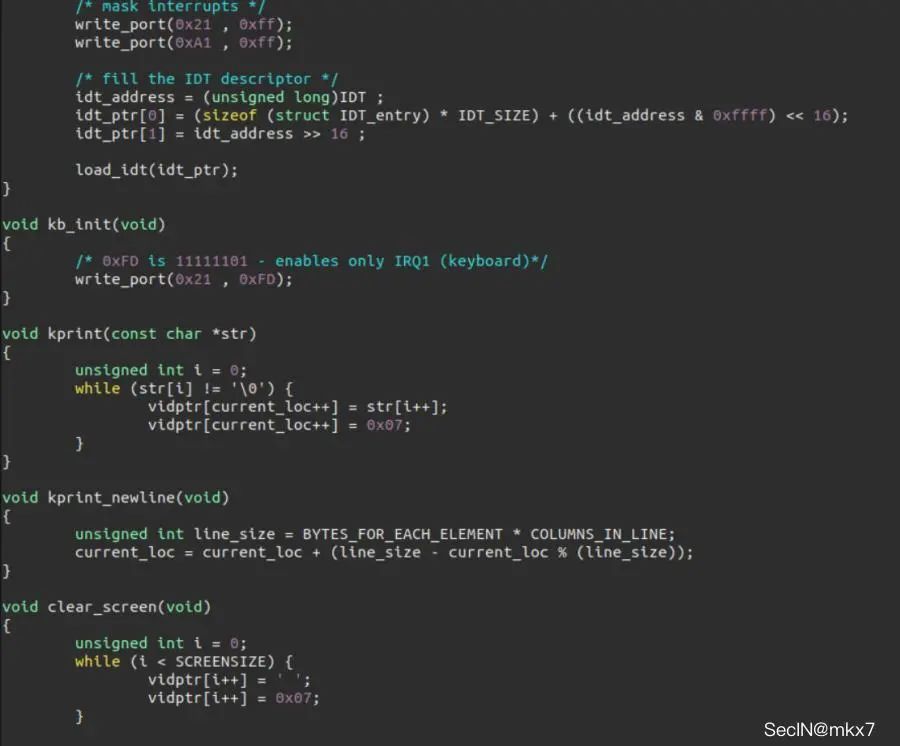 /* mask interrupts */
write_port(0x21 , 0xff);
write_port(0xA1 , 0xff);
/* fill the IDT descriptor */
idt_address = (unsigned long)IDT ;
idt_ptr[0] = (sizeof (struct IDT_entry) * IDT_SIZE) + ((idt_address & 0xffff) << 16);
idt_ptr[1] = idt_address >> 16 ;
load_idt(idt_ptr);
}
void kb_init(void)
{
/* 0xFD is 11111101 - enables only IRQ1 (keyboard)*/
write_port(0x21 , 0xFD);
}
void kprint(const char *str)
{
unsigned int i = 0;
while (str[i] != '\0') {
vidptr[current_loc++] = str[i++];
vidptr[current_loc++] = 0x07;
}
}
void kprint_newline(void)
{
unsigned int line_size = BYTES_FOR_EACH_ELEMENT * COLUMNS_IN_LINE;
current_loc = current_loc + (line_size - current_loc % (line_size));
}
void clear_screen(void)
{
unsigned int i = 0;
while (i < SCREENSIZE) {
vidptr[i++] = ' ';
vidptr[i++] = 0x07;
}
SecIN@mkx7